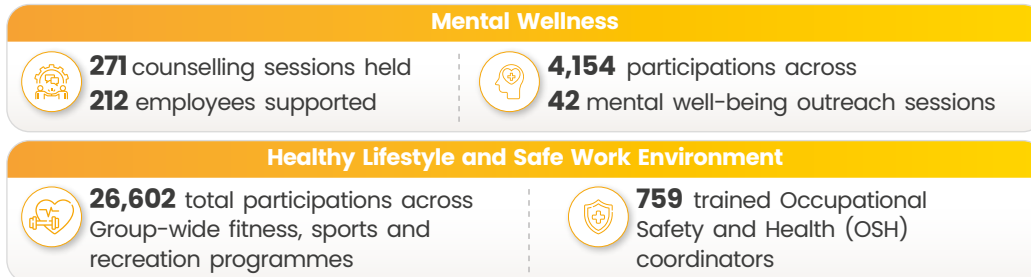 Mental Wellness
271 counselling sessions held
212 employees supported
4,154 participations across
42 mental well-being outreach sessions
Healthy Lifestyle and Safe Work Environment
26,602 total participations across
Group-wide fitness, sports and
recreation programmes
759 trained Occupational
Safety and Health (OSH)
coordinators